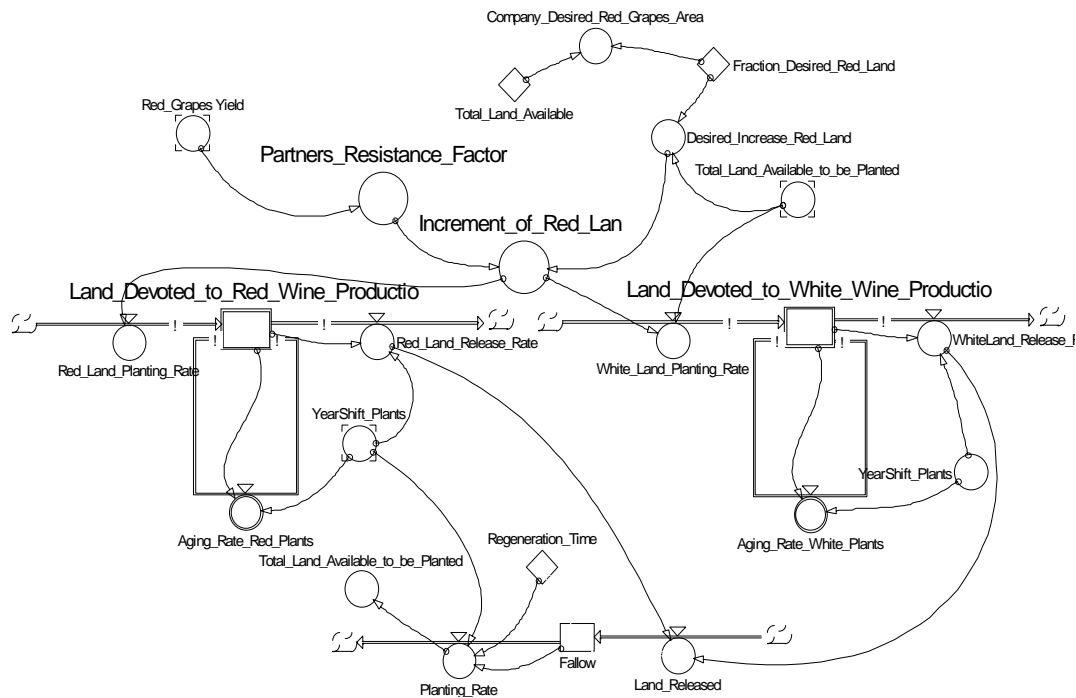 Company_Desired_Red_Grapes_Area
Fraction_Desired_Red_Land
Total_Land_Available
Red_Grapes Yield
Desired_Increase_Red_Land
Partners_Resistance_Factor
Total_Land_Available_to_be_Planted
Increment_of_Red_Lan
Land_Devoted_to_Red_Wine_Productio
Land_Devoted_to_White_Wine_Productio
! ! ! !
Red_Land_Planting_Rate
! !
Red_Land_Release_Rate
White_Land_Planting_Rate
! !
WhiteLand_Release_R
YearShift_Plants
YearShift_Plants
Aging_Rate_Red_Plants
Regeneration_Time
Aging_Rate_White_Plants
Total_Land_Available_to_be_Planted
Fallow
Planting_Rate
Land_Released